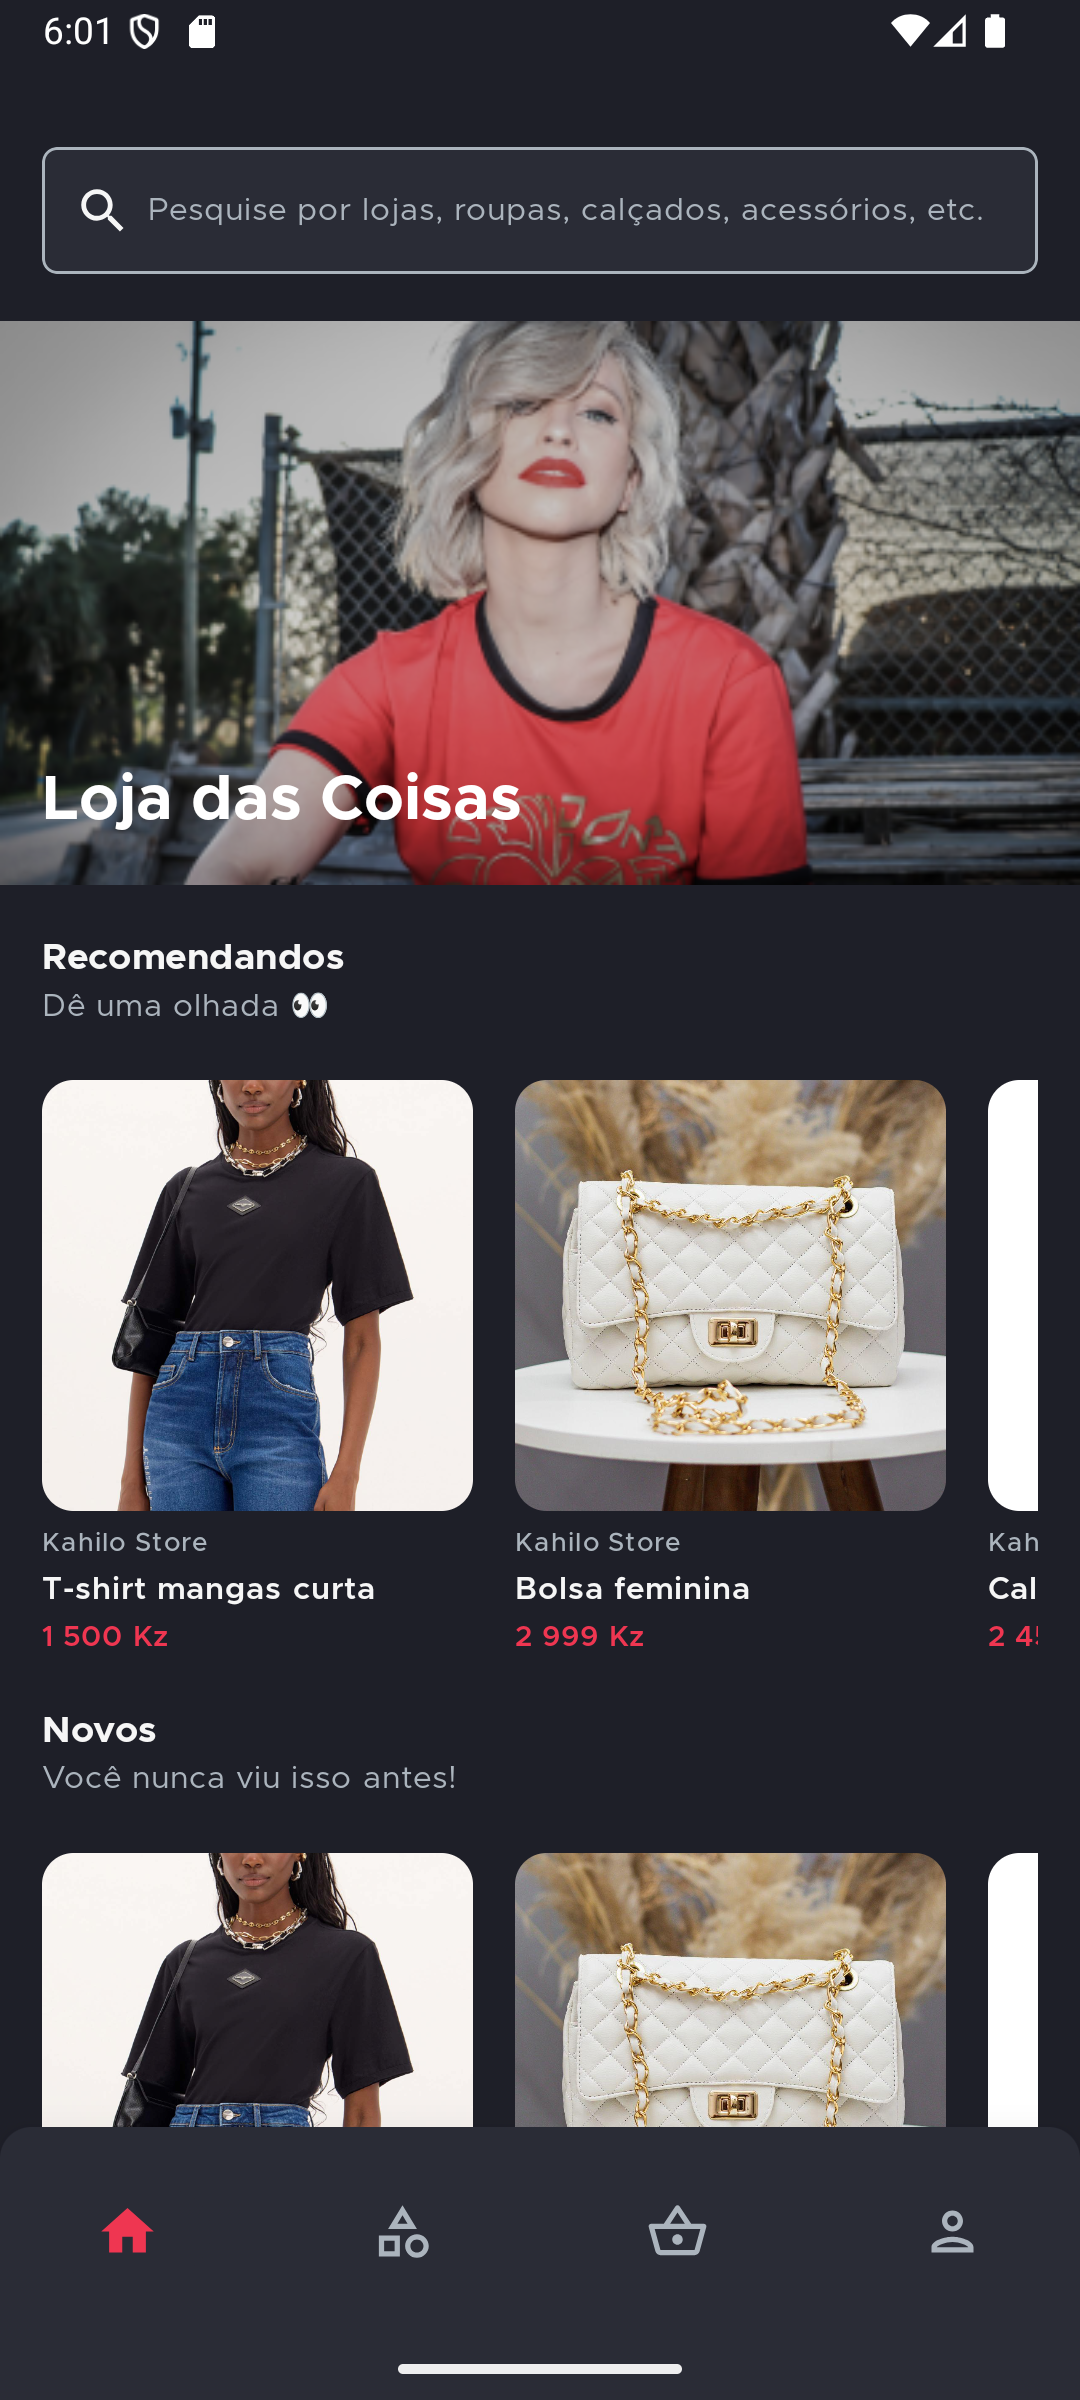 6:01
Pesquise por lojas, roupas, calçados, acessórios, etc.
Loja das Coisas
Recomendandos
Dê uma olhada 👀
Kahilo Store
T-shirt mangas curta
1 500 Kz
Kahilo Store
Bolsa feminina
2 999 Kz
Kah
Cal
2 4
Novos
Você nunca viu isso antes!